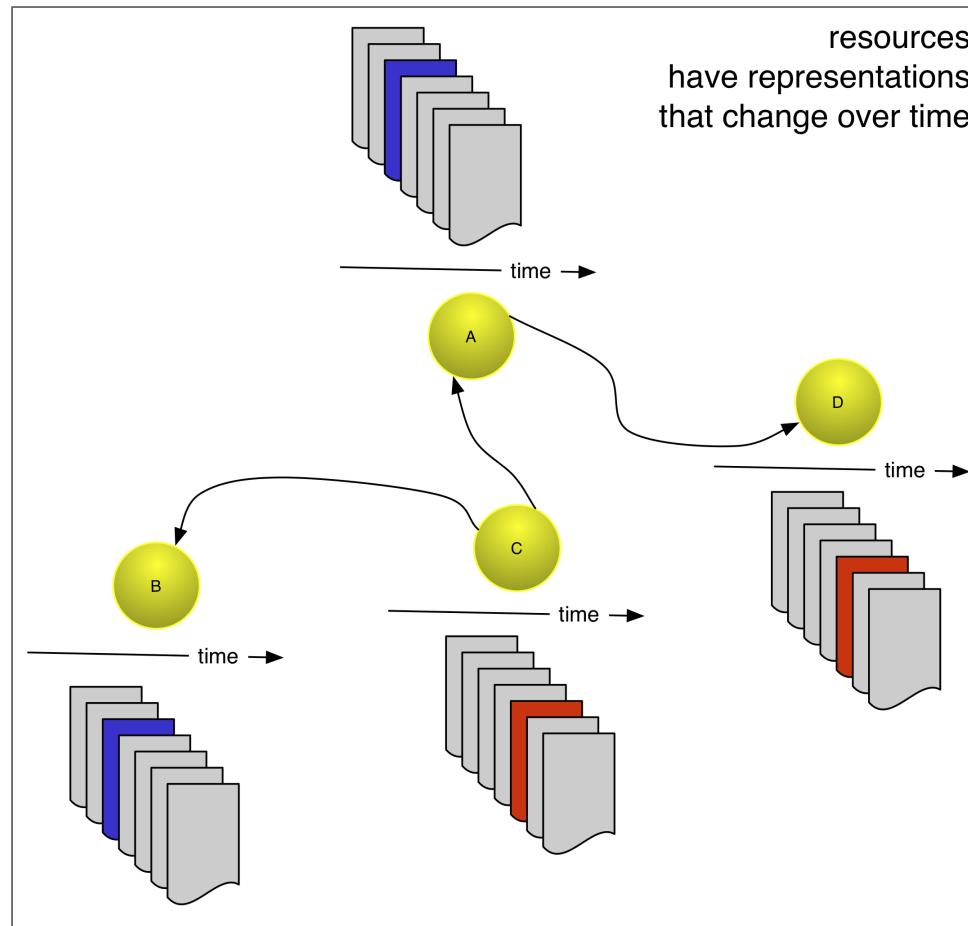 resources
have representations
that change over time
time
A
D
time
C
B
time
time